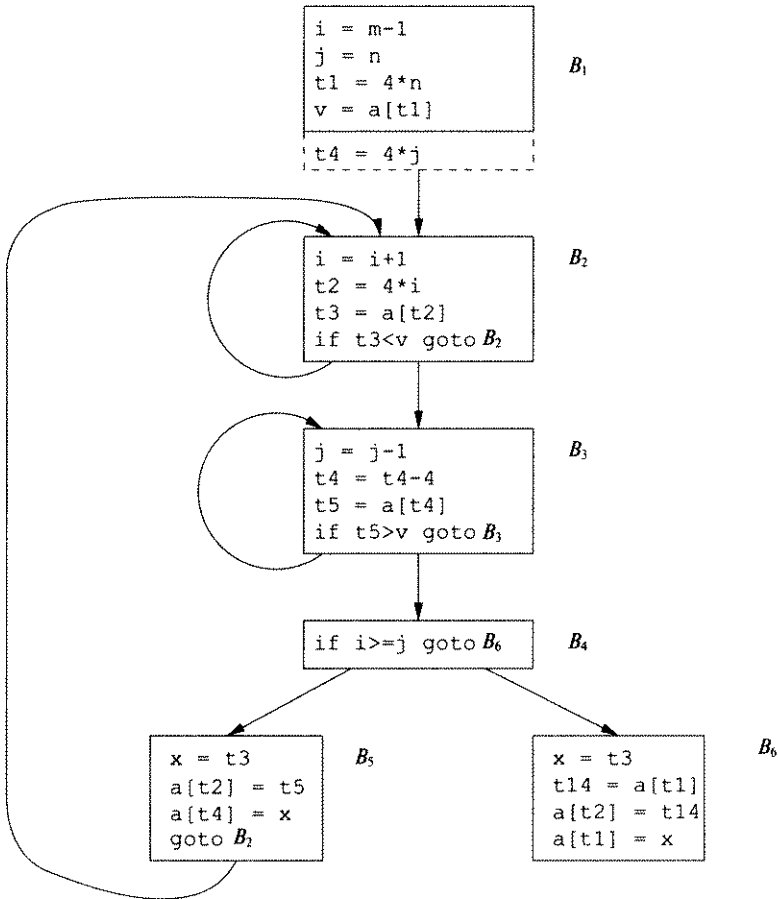 i = m-1
j = n
t1 = 4*n
v = a[t1]
B1
t4 = 4*j
i = i+1
t2 = 4*i
t3 = a[t2]
if t3<v goto B2
B2
j = j-1
t4 = t4-4
t5 = a[t4]
if t5>v goto B3
B3
if i>=j goto B6
B4
x = t3
a[t2] = t5
a[t4] = x
goto B2
B5
x = t3
t14 = a[t1]
a[t2] = t14
a[t1] = x
B6